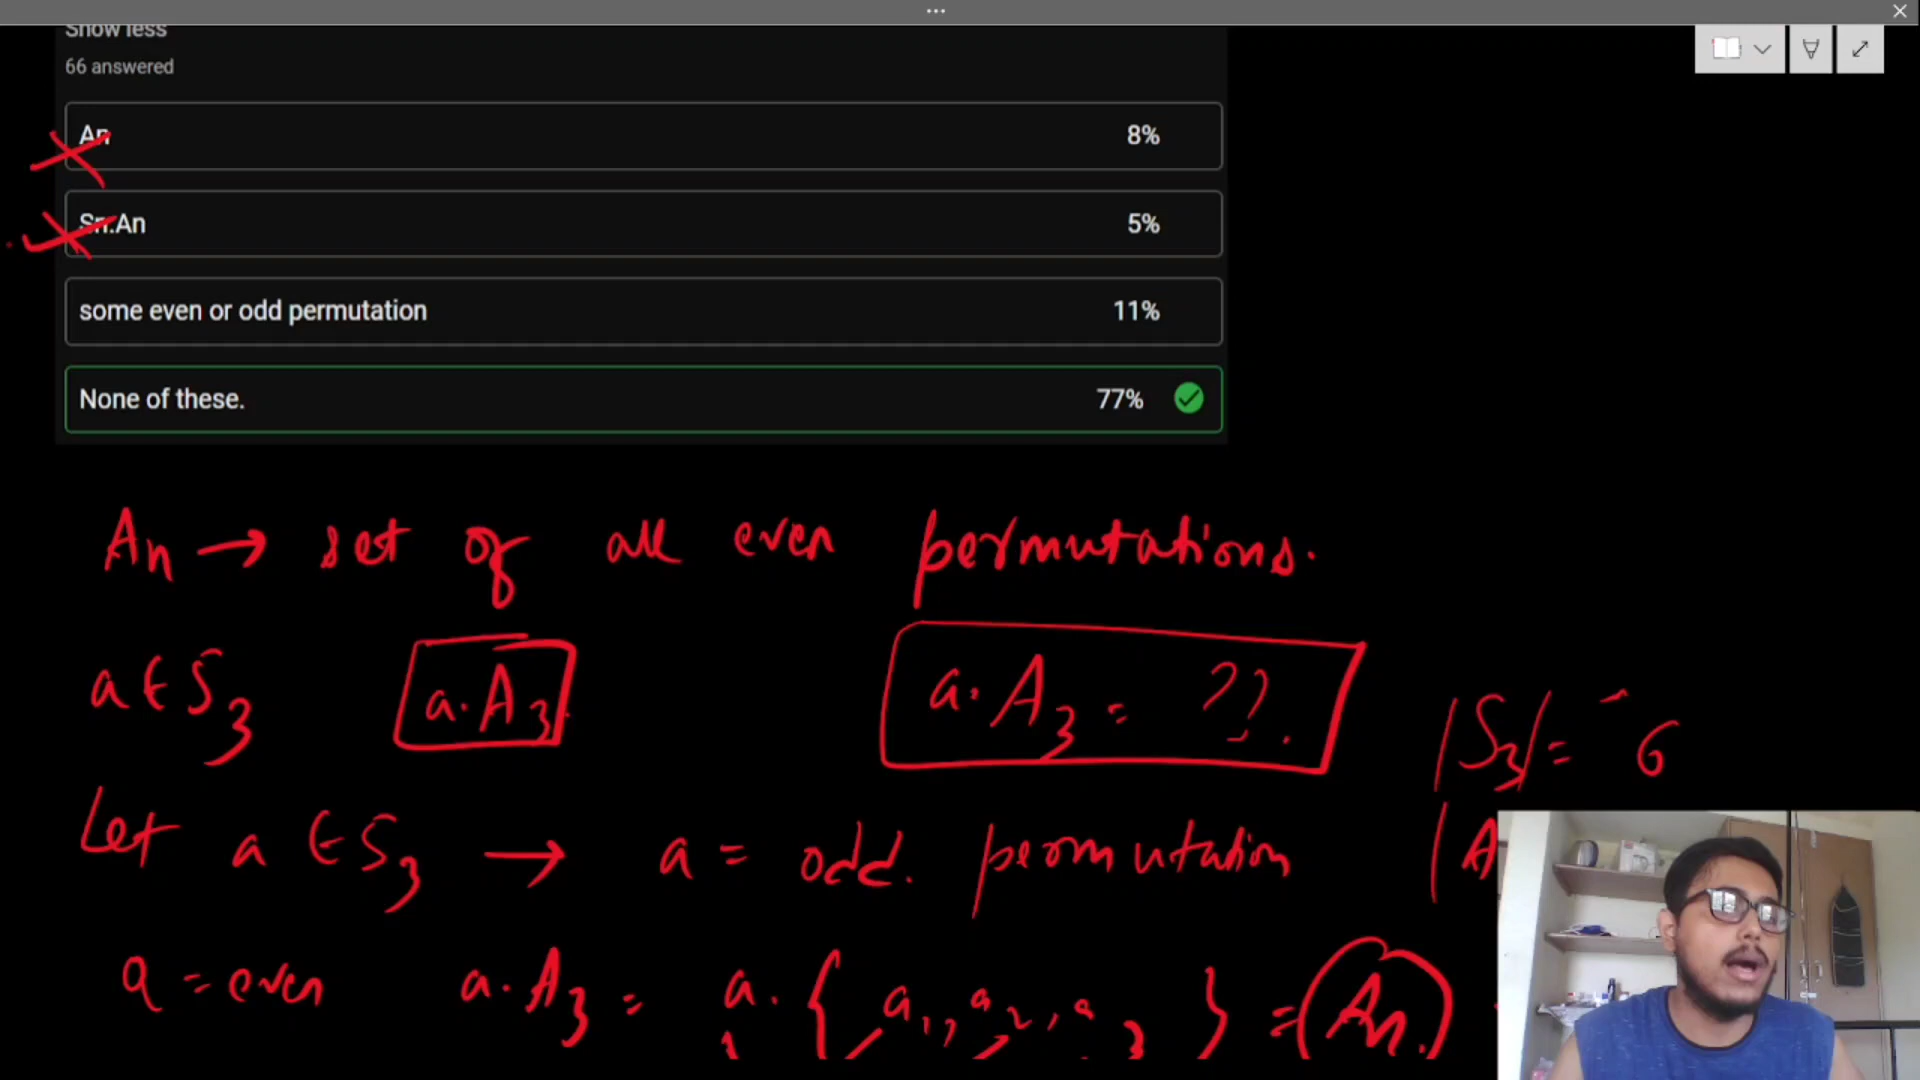 Show less
66 answered
An 8%
Sn.An 5%
some even or odd permutation 11%
None of these. 77%
An → set of all even permutations.
a ∈ S3 a.A3. a.A3 = ??. |S3| = 6
Let a ∈ S3 → a = odd. permutation |A
a = even a.A3 = a.{a1, a2, a3} = An.